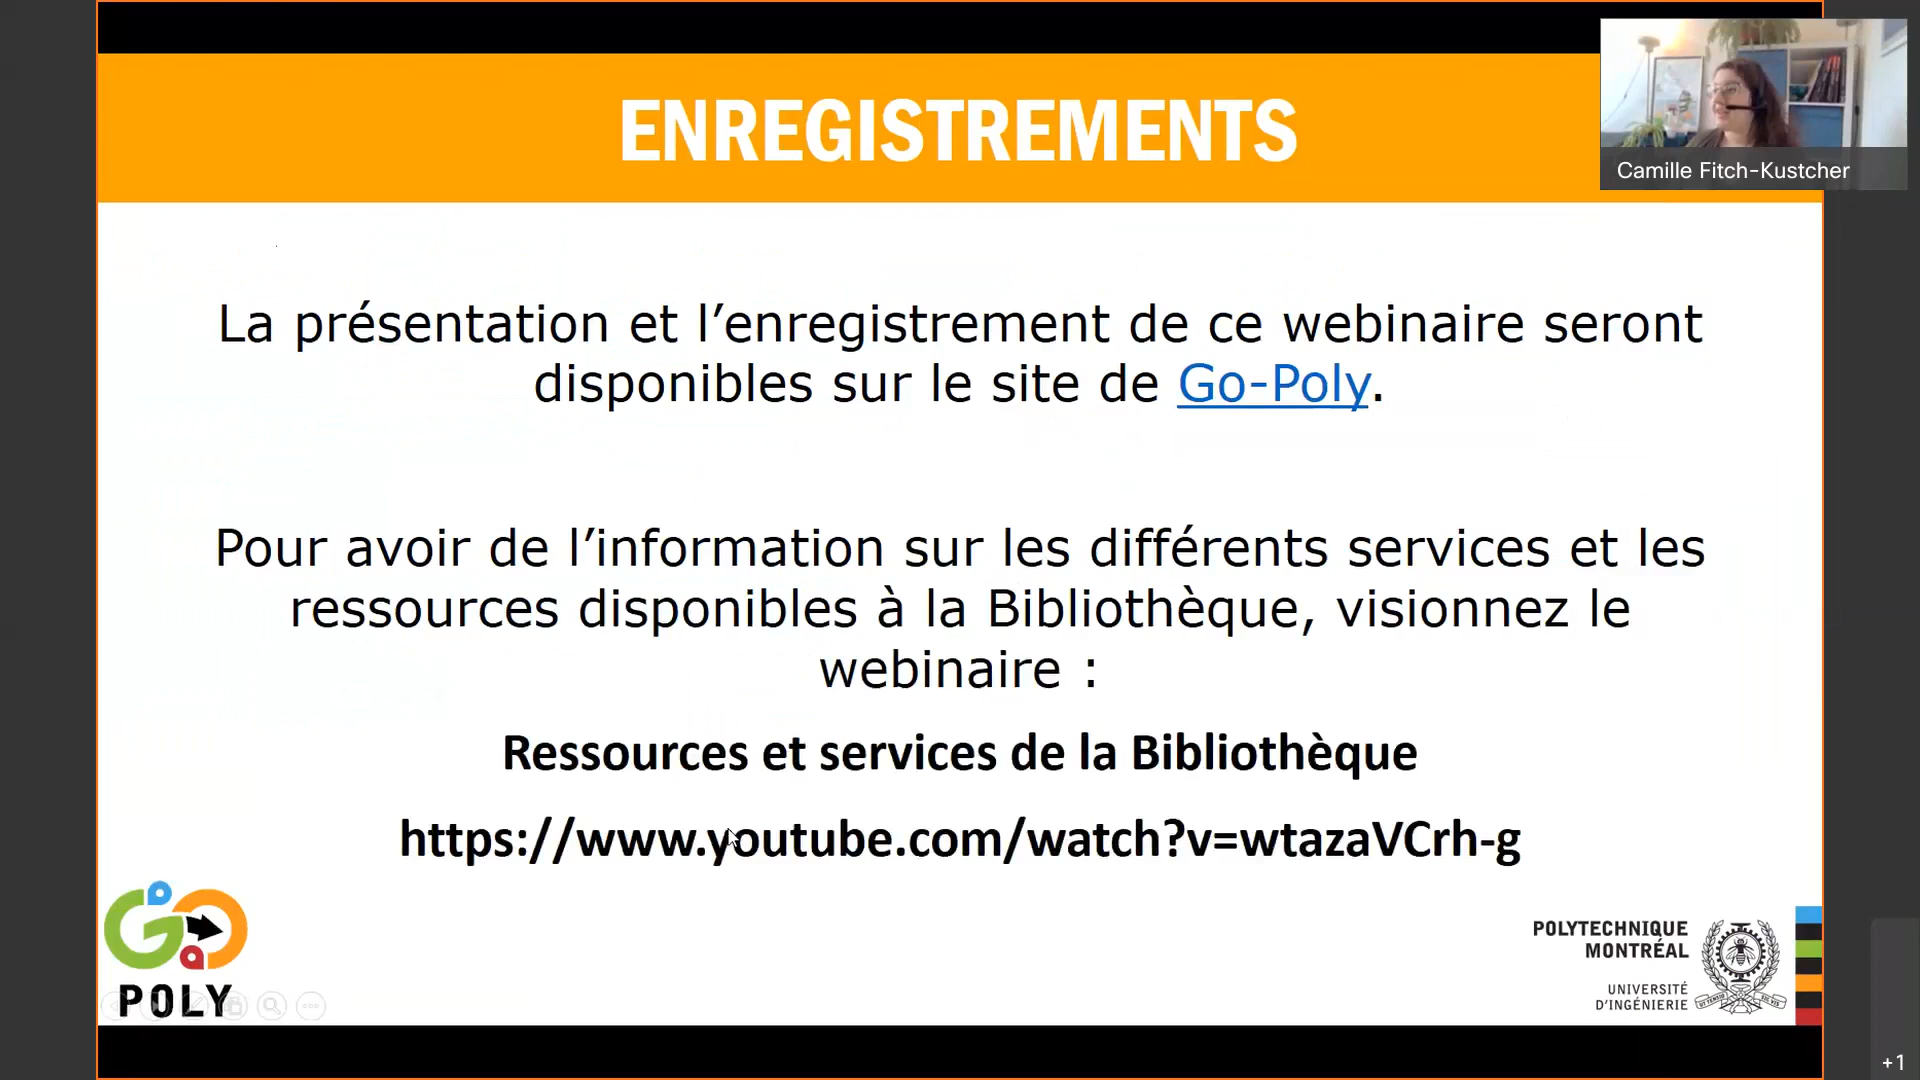 ENREGISTREMENTS
Camille Fitch-Kustcher
La présentation et l’enregistrement de ce webinaire seront
disponibles sur le site de Go-Poly.
Pour avoir de l’information sur les différents services et les
ressources disponibles à la Bibliothèque, visionnez le
webinaire :
Ressources et services de la Bibliothèque
https://www.youtube.com/watch?v=wtazaVCrh-g
GO
POLY
POLYTECHNIQUE
MONTRÉAL
UNIVERSITÉ
D’INGÉNIERIE
+1